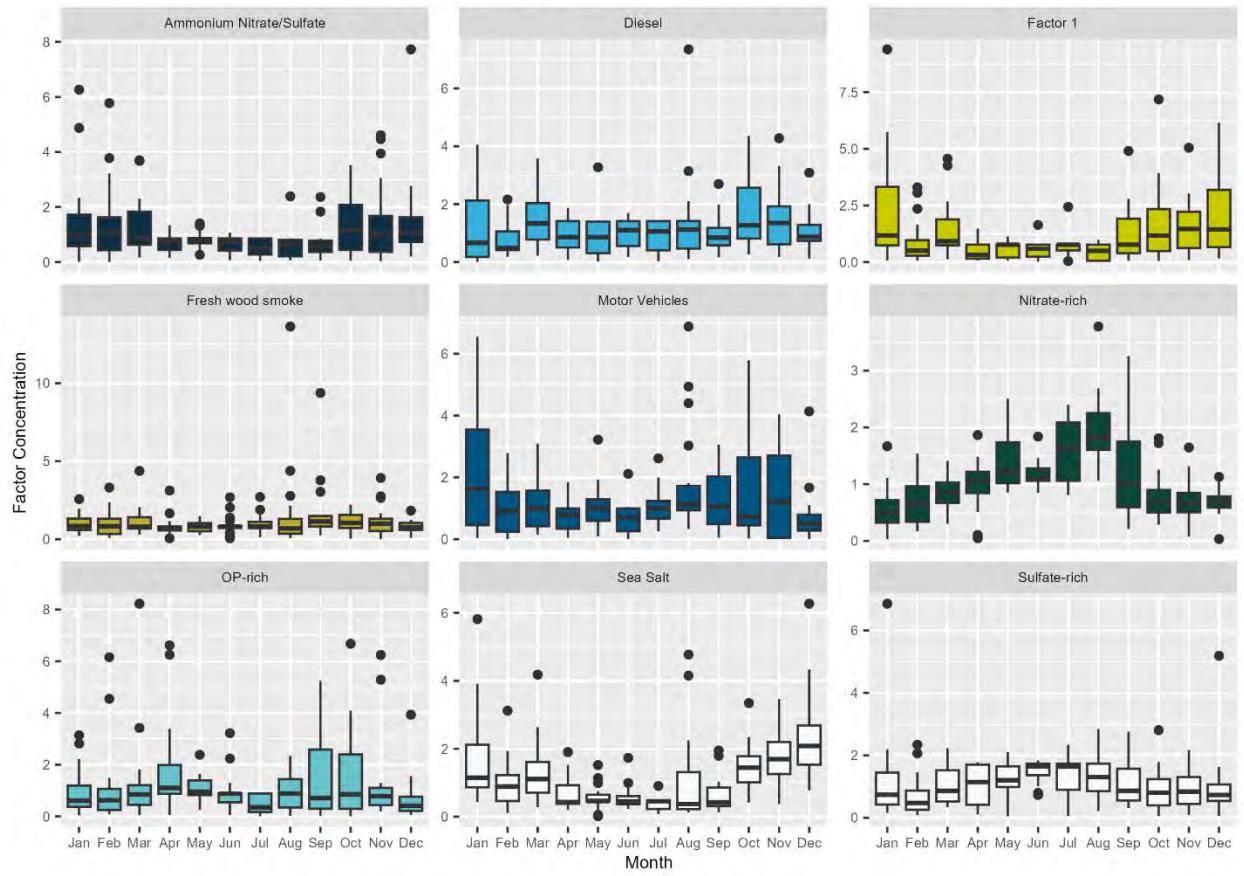 Ammonium Nitrate/Sulfate
Diesel
Factor 1
8
6
4
2
0
6
4
2
0
7.5
5.0
2.5
0.0
Fresh wood smoke
Motor Vehicles
Nitrate-rich
10
5
0
6
4
2
0
3
2
1
0
OP-rich
Sea Salt
Sulfate-rich
8
6
4
2
0
6
4
2
0
6
4
2
0
Jan Feb Mar Apr May Jun Jul Aug Sep Oct Nov Dec
Jan Feb Mar Apr May Jun Jul Aug Sep Oct Nov Dec
Jan Feb Mar Apr May Jun Jul Aug Sep Oct Nov Dec
Month
Factor Concentration